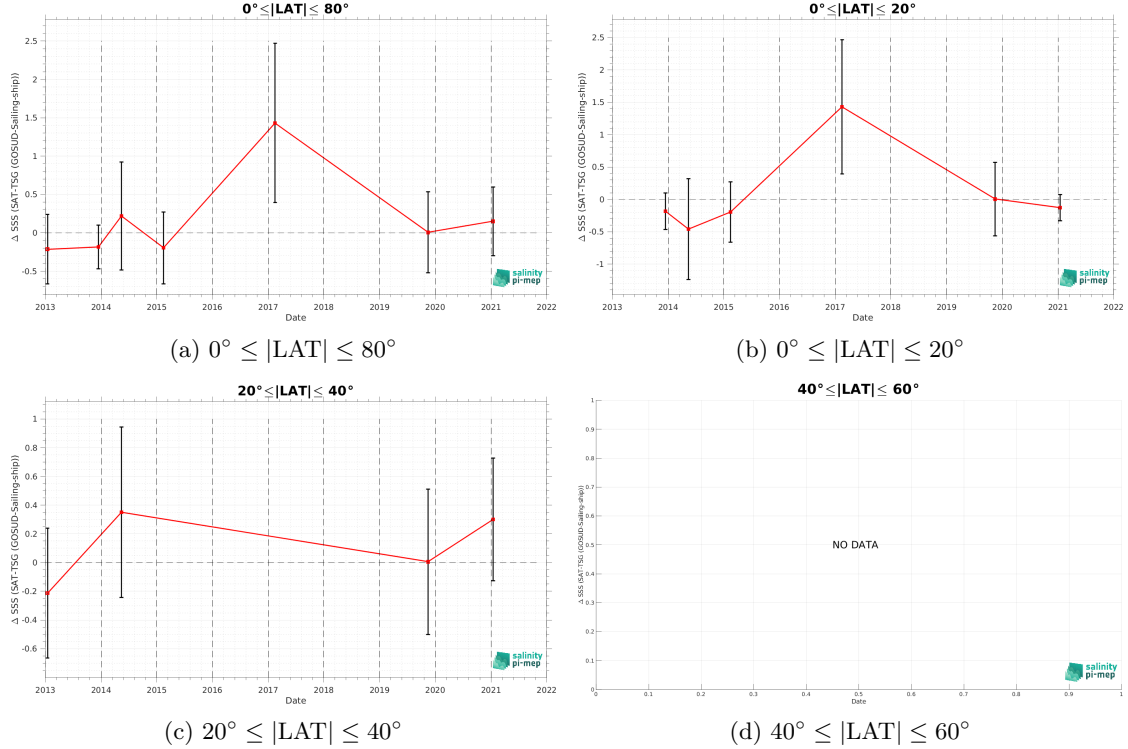 0°≤|LAT|≤ 80°
Δ SSS (SAT-TSG (GOSUD-Sailing-ship))
2.5
2
1.5
1
0.5
0
-0.5
2013 2014 2015 2016 2017 2018 2019 2020 2021 2022
Date
salinity
pi-mep
(a) 0° ≤ |LAT| ≤ 80°
0°≤|LAT|≤ 20°
Δ SSS (SAT-TSG (GOSUD-Sailing-ship))
2.5
2
1.5
1
0.5
0
-0.5
-1
2013 2014 2015 2016 2017 2018 2019 2020 2021 2022
Date
salinity
pi-mep
(b) 0° ≤ |LAT| ≤ 20°
20°≤|LAT|≤ 40°
Δ SSS (SAT-TSG (GOSUD-Sailing-ship))
1
0.8
0.6
0.4
0.2
0
-0.2
-0.4
-0.6
2013 2014 2015 2016 2017 2018 2019 2020 2021 2022
Date
salinity
pi-mep
(c) 20° ≤ |LAT| ≤ 40°
40°≤|LAT|≤ 60°
Δ SSS (SAT-TSG (GOSUD-Sailing-ship))
1
0.9
0.8
0.7
0.6
0.5
0.4
0.3
0.2
0.1
0
NO DATA
0 0.1 0.2 0.3 0.4 0.5 0.6 0.7 0.8 0.9 1
Date
salinity
pi-mep
(d) 40° ≤ |LAT| ≤ 60°